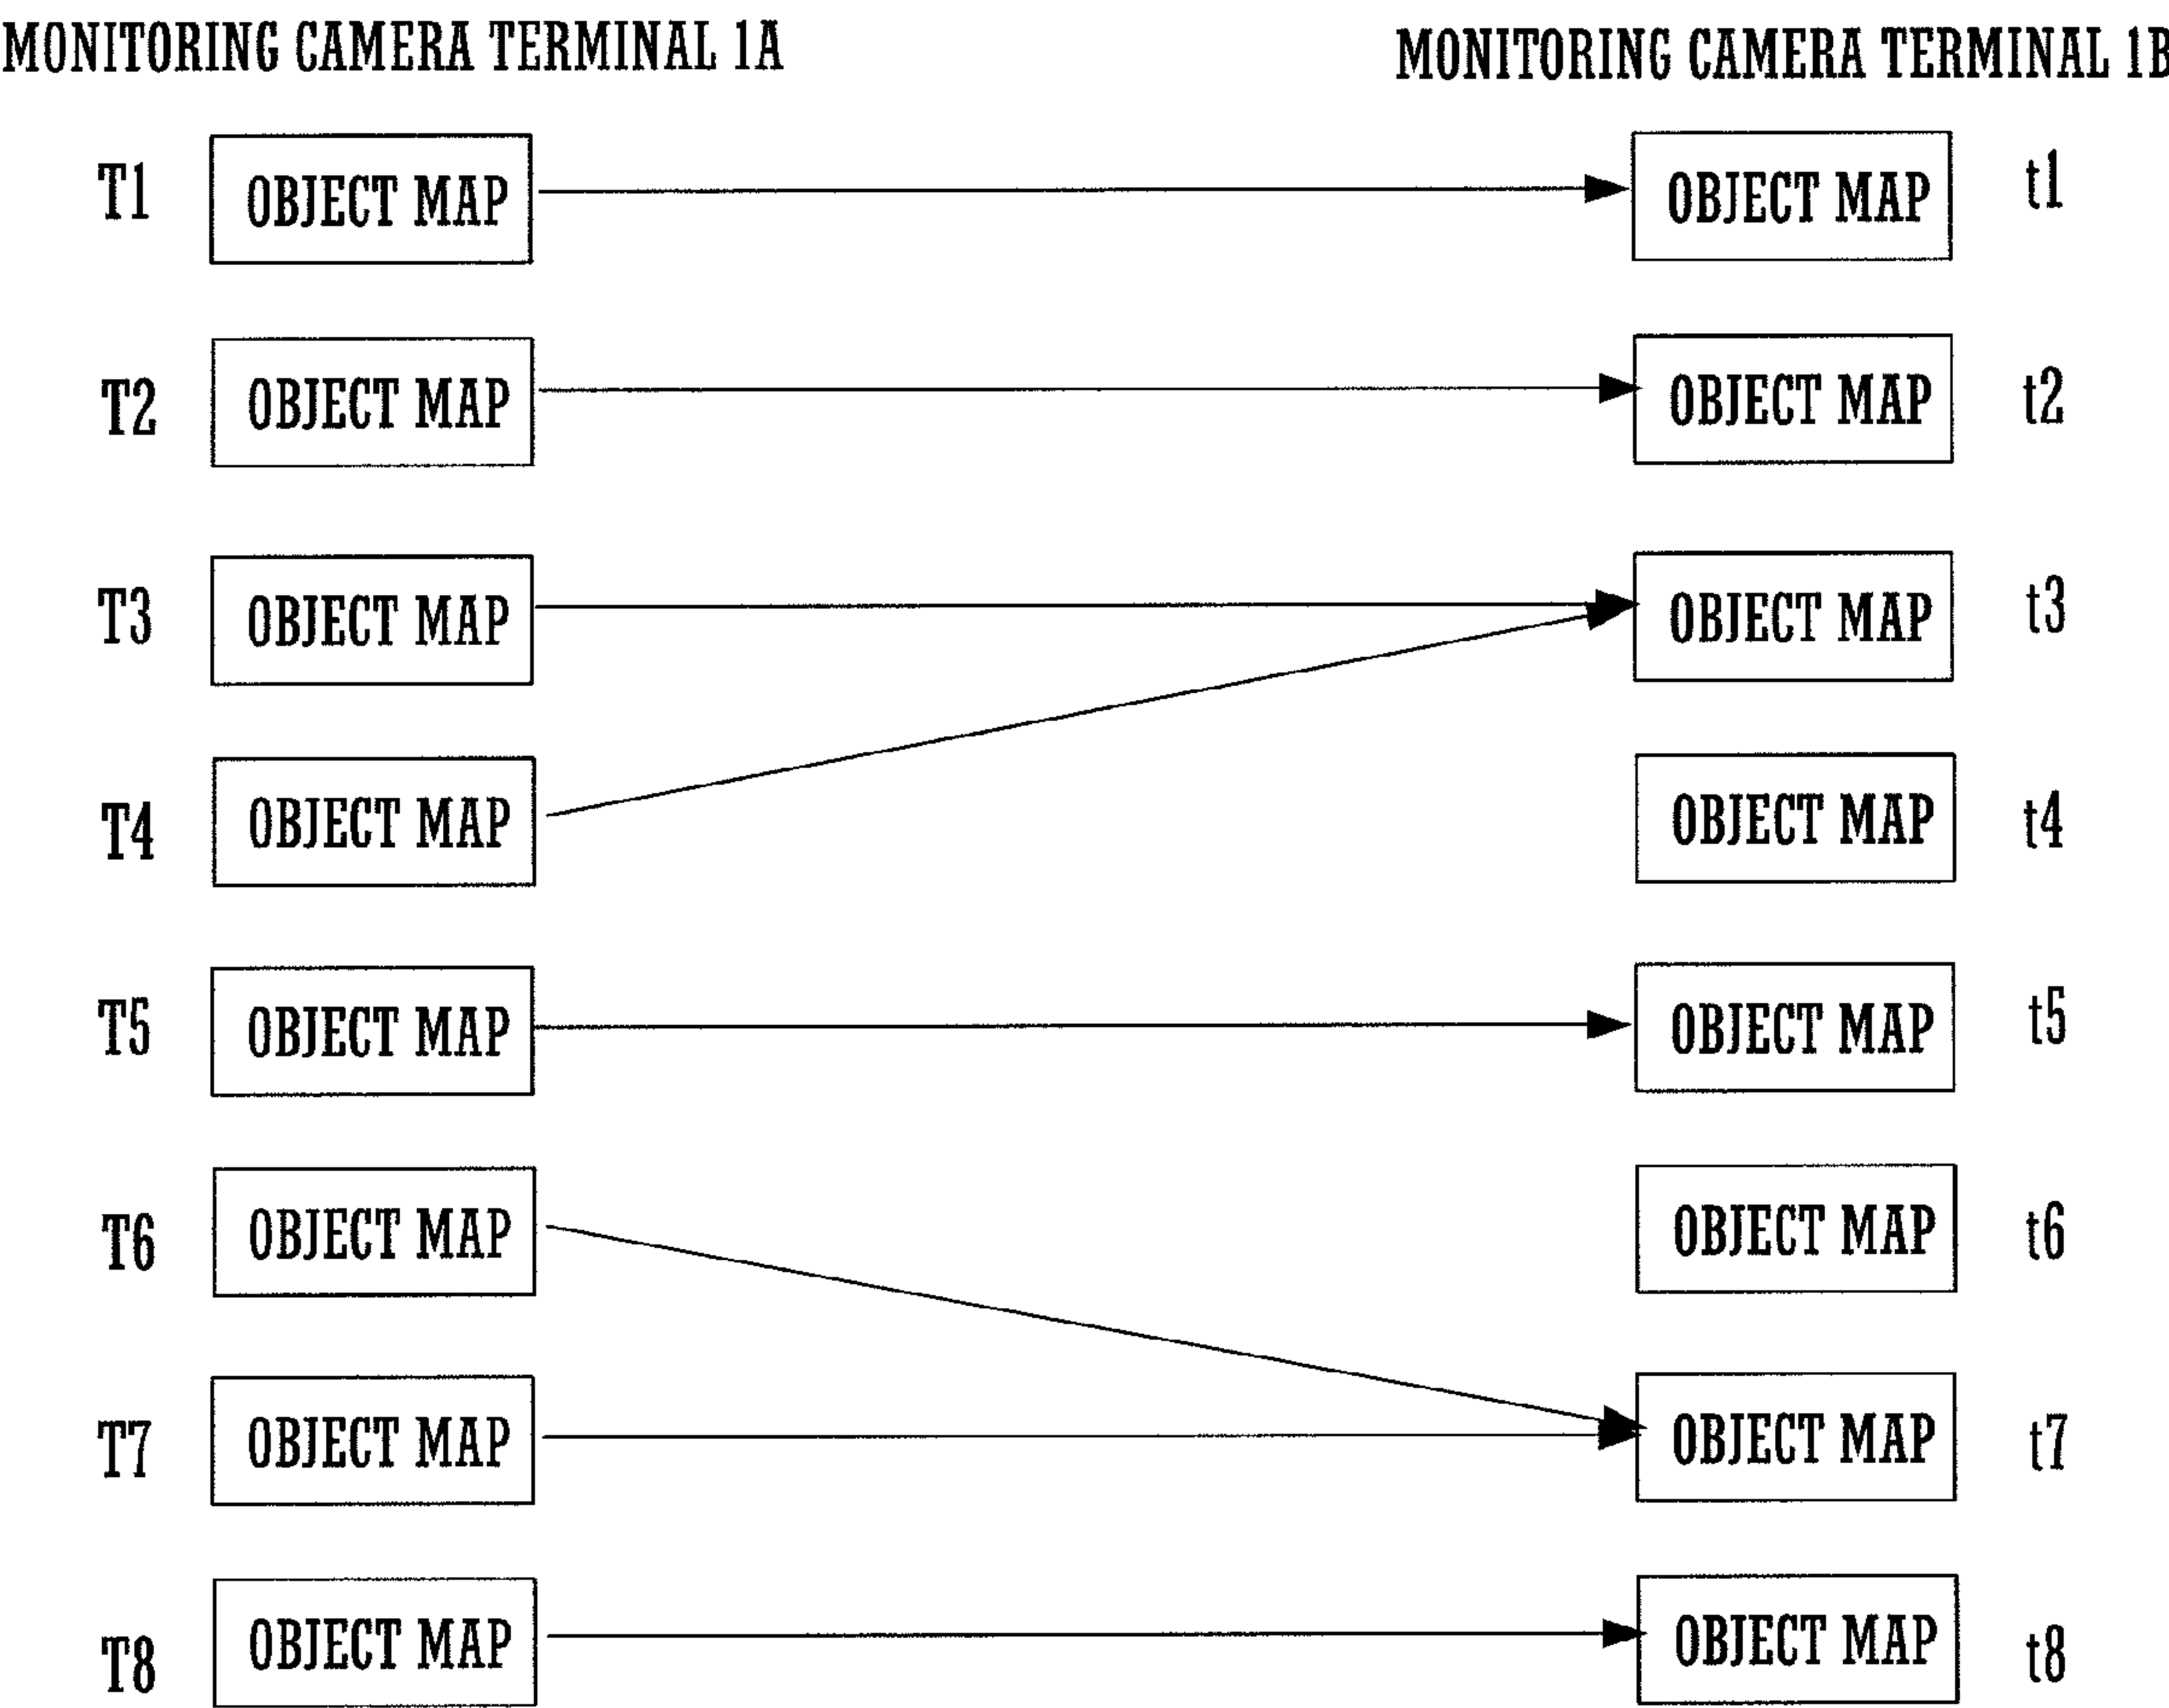 MONITORING CAMERA TERMINAL 1A
MONITORING CAMERA TERMINAL 1B
T1 OBJECT MAP OBJECT MAP t1
T2 OBJECT MAP OBJECT MAP t2
T3 OBJECT MAP OBJECT MAP t3
T4 OBJECT MAP OBJECT MAP t4
T5 OBJECT MAP OBJECT MAP t5
T6 OBJECT MAP OBJECT MAP t6
T7 OBJECT MAP OBJECT MAP t7
T8 OBJECT MAP OBJECT MAP t8